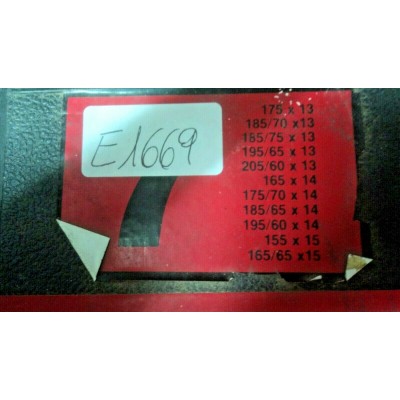 E1669
7
175 x 13
185/70 x13
185/75 x 13
195/65 x 13
205/60 x 13
165 x 14
175/70 x 14
185/65 x 14
195/60 x 14
155 x 15
165/65 x15